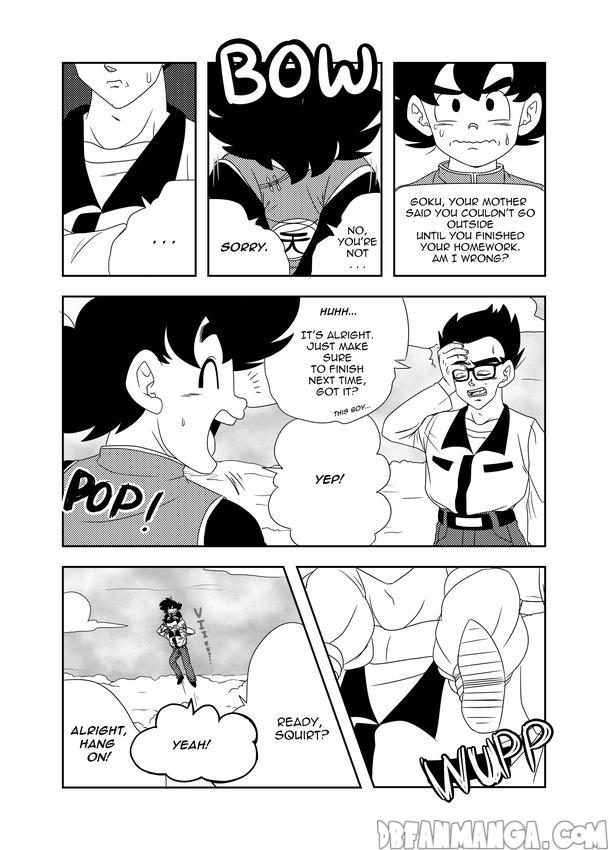 GOKU, YOUR MOTHER
SAID YOU COULDN'T GO
OUTSIDE
UNTIL YOU FINISHED
YOUR HOMEWORK.
AM I WRONG?
BOW
天
NO,
YOU'RE
NOT
...
SORRY.
...
HUHH...
IT'S ALRIGHT.
JUST MAKE
SURE
TO FINISH
NEXT TIME,
GOT IT?
THIS BOY...
YEP!
POP!
WUPP
READY,
SQUIRT?
YEAH!
ALRIGHT,
HANG
ON!
DBFANMANGA.COM